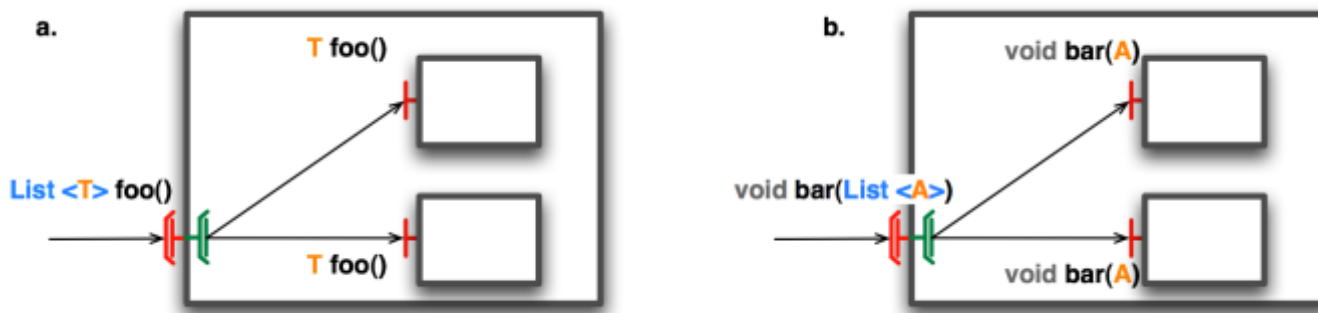 a.
T foo()
List <T> foo()
T foo()
b.
void bar(A)
void bar(List <A>)
void bar(A)